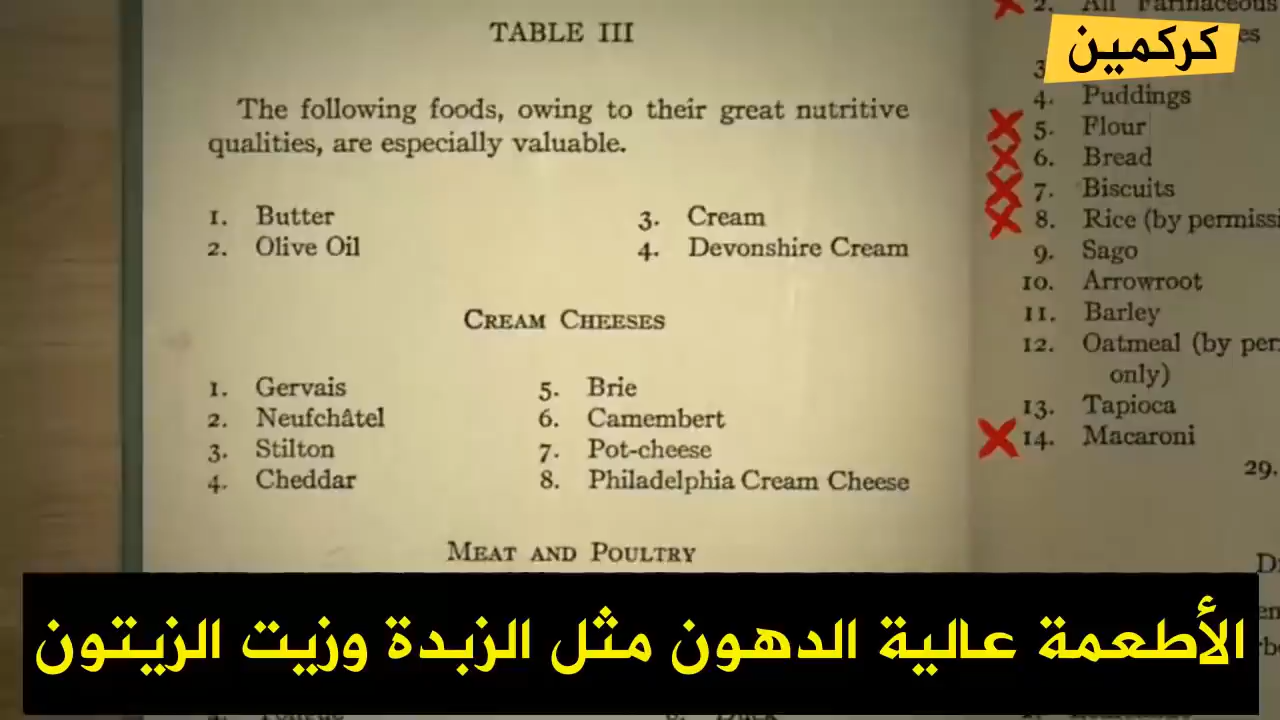 TABLE III
The following foods, owing to their great nutritive
qualities, are especially valuable.
1. Butter
2. Olive Oil
3. Cream
4. Devonshire Cream
CREAM CHEESES
1. Gervais
2. Neufchâtel
3. Stilton
4. Cheddar
5. Brie
6. Camembert
7. Pot-cheese
8. Philadelphia Cream Cheese
MEAT AND POULTRY
كركمين
2. All Farinaceous
4. Puddings
5. Flour
6. Bread
7. Biscuits
8. Rice (by
9. Sago
10. Arrowroot
11. Barley
12. Oatmeal (by
only)
13. Tapioca
14. Macaroni
29.
الأطعمة عالية الدهون مثل الزبدة وزيت الزيتون